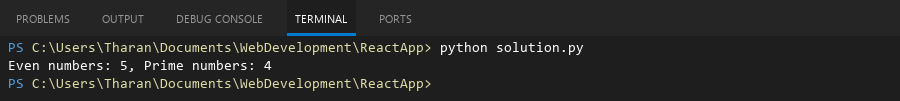 PROBLEMS OUTPUT DEBUG CONSOLE TERMINAL PORTS
PS C:\Users\Tharan\Documents\WebDevelopment\ReactApp> python solution.py
Even numbers: 5, Prime numbers: 4
PS C:\Users\Tharan\Documents\WebDevelopment\ReactApp>